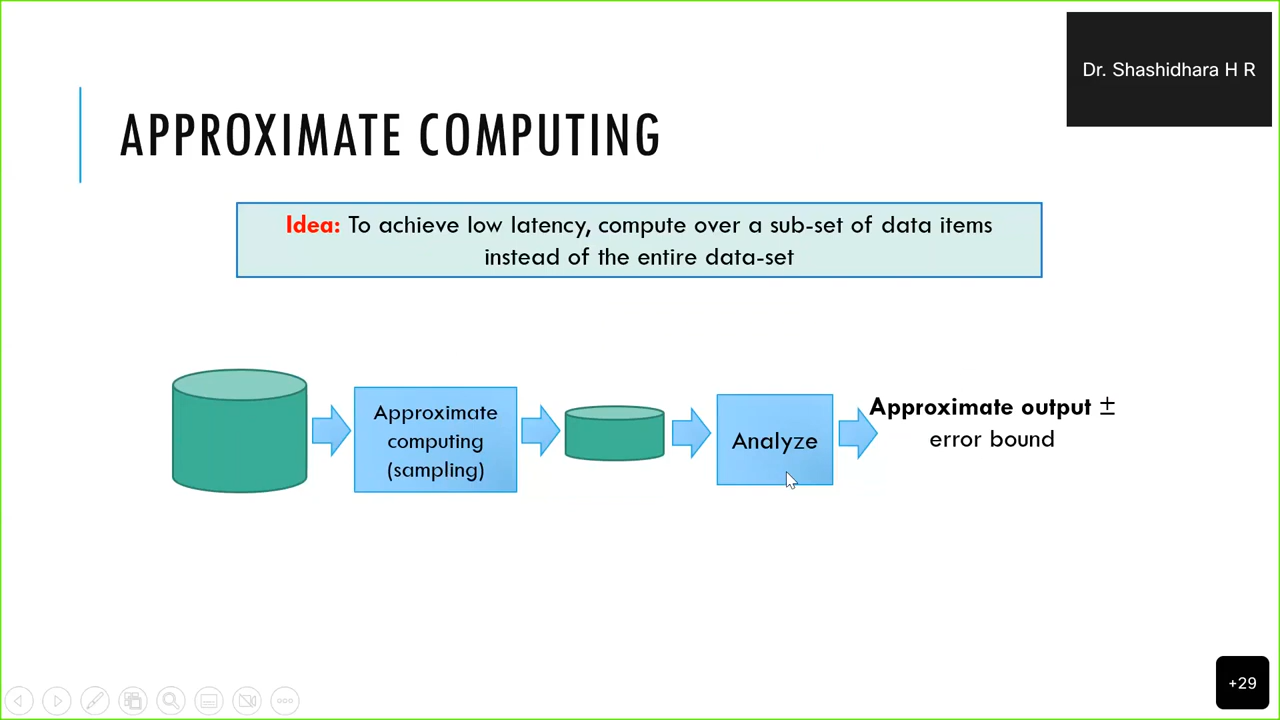 Dr. Shashidhara H R
APPROXIMATE COMPUTING
Idea: To achieve low latency, compute over a sub-set of data items
instead of the entire data-set
Approximate
computing
(sampling)
Analyze
Approximate output ±
error bound
+29